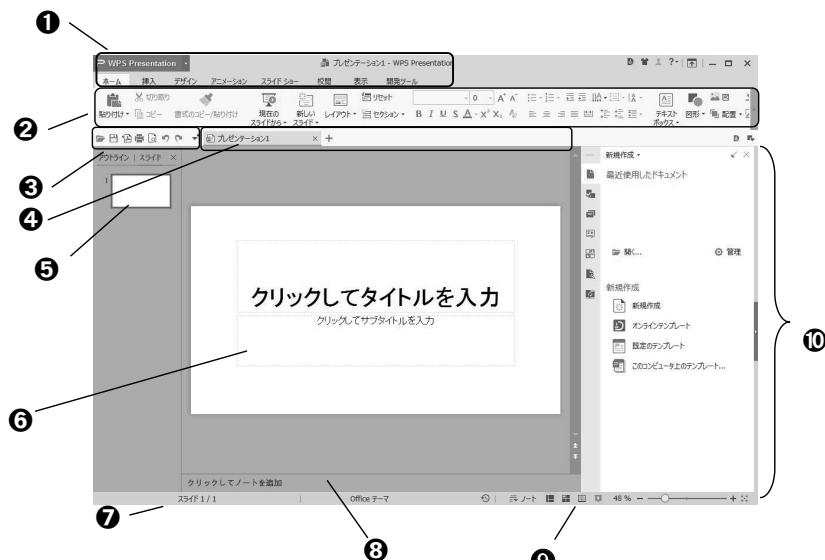 ❶
WPS Presentation
プレゼンテーション1 - WPS Presentation
ホーム 挿入 デザイン アニメーション スライド ショー 校閲 表示 開発ツール
❷
貼り付け 切り取り コピー 書式のコピー/貼り付け 現在のスライドから 新しいスライド レイアウト リセット セクション 0 B I U S A テキストボックス 図形 配置
❸
プレゼンテーション1 × +
❹
アウトライン スライド ×
1
❺
クリックしてタイトルを入力
クリックしてサブタイトルを入力
❻
新規作成
最近使用したドキュメント
開く... 管理
新規作成
新規作成
オンラインテンプレート
既定のテンプレート
このコンピュータ上のテンプレート...
❿
クリックしてノートを追加
スライド 1 / 1 Office テーマ ノート 48 %
❼
❽
❾